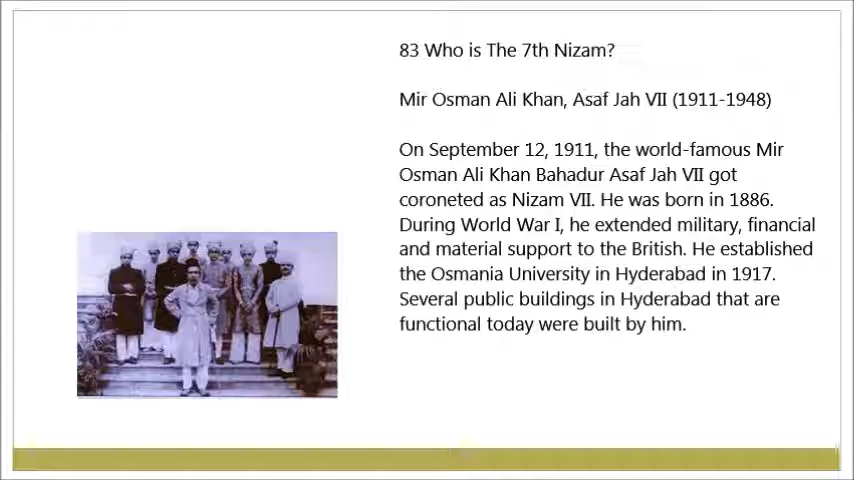 83 Who is The 7th Nizam?
Mir Osman Ali Khan, Asaf Jah VII (1911-1948)
On September 12, 1911, the world-famous Mir
Osman Ali Khan Bahadur Asaf Jah VII got
coroneted as Nizam VII. He was born in 1886.
During World War I, he extended military, financial
and material support to the British. He established
the Osmania University in Hyderabad in 1917.
Several public buildings in Hyderabad that are
functional today were built by him.